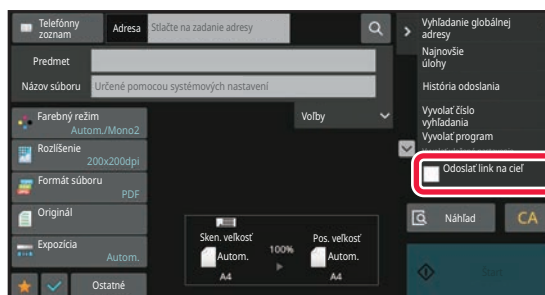 Telefónny
zoznam
Adresa
Stlačte na zadanie adresy
Predmet
Názov súboru
Určené pomocou systémových nastavení
Farebný režim
Autom./Mono2
Rozlíšenie
200x200dpi
Formát súboru
PDF
Originál
Expozícia
Autom.
Ostatné
Voľby
Sken. veľkosť
Autom.
A4
100%
Pos. veľkosť
Autom.
A4
Vyhľadanie globálnej
adresy
Najnovšie
úlohy
História odoslania
Vyvolať číslo
vyhľadania
Vyvolať program
Odoslať link na cieľ
Náhľad
CA